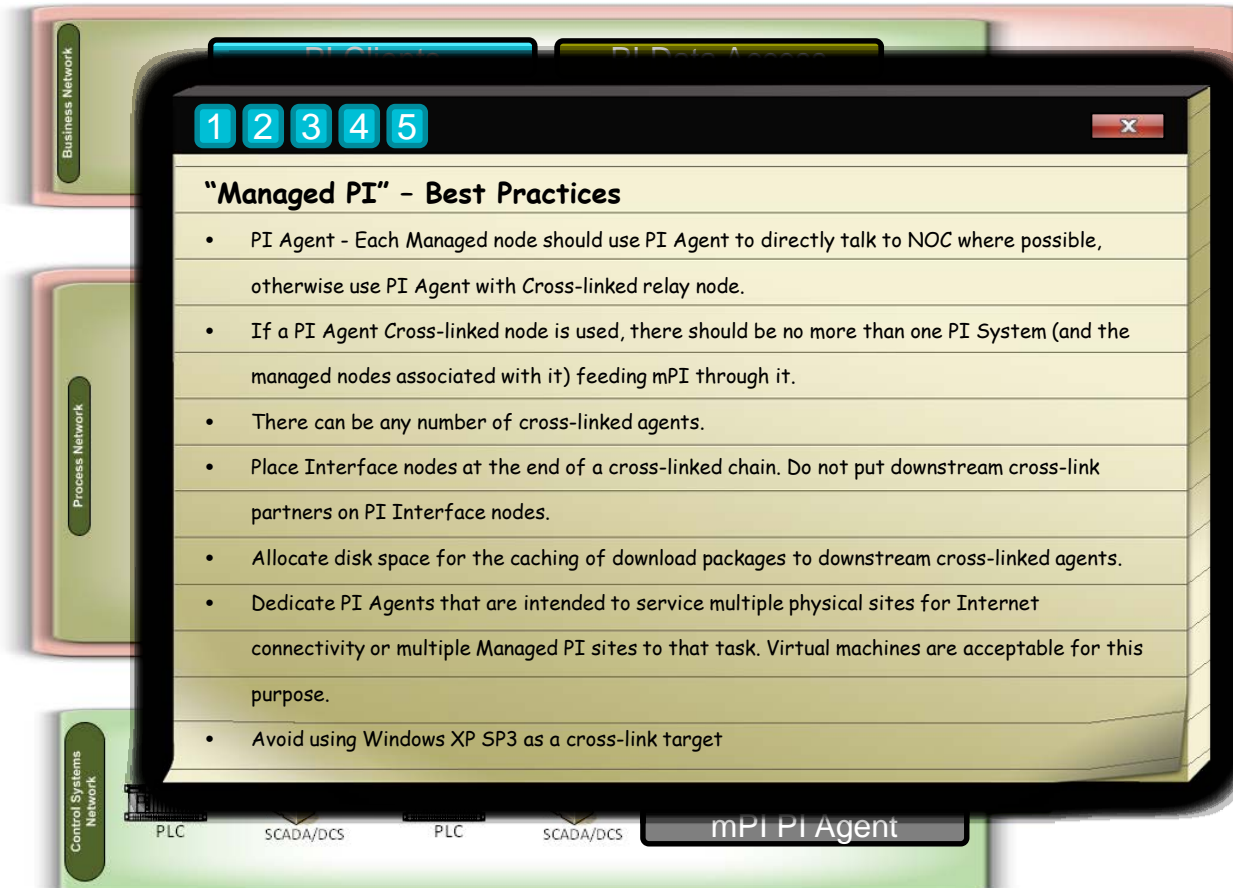 Business Network
PI Clients
PI Data Access
1 2 3 4 5
x
“Managed PI” – Best Practices
• PI Agent - Each Managed node should use PI Agent to directly talk to NOC where possible,
otherwise use PI Agent with Cross-linked relay node.
• If a PI Agent Cross-linked node is used, there should be no more than one PI System (and the
managed nodes associated with it) feeding mPI through it.
• There can be any number of cross-linked agents.
• Place Interface nodes at the end of a cross-linked chain. Do not put downstream cross-link
partners on PI Interface nodes.
• Allocate disk space for the caching of download packages to downstream cross-linked agents.
• Dedicate PI Agents that are intended to service multiple physical sites for Internet
connectivity or multiple Managed PI sites to that task. Virtual machines are acceptable for this
purpose.
• Avoid using Windows XP SP3 as a cross-link target
Process Network
Control Systems
Network
PLC
SCADA/DCS
PLC
SCADA/DCS
mPI PI Agent